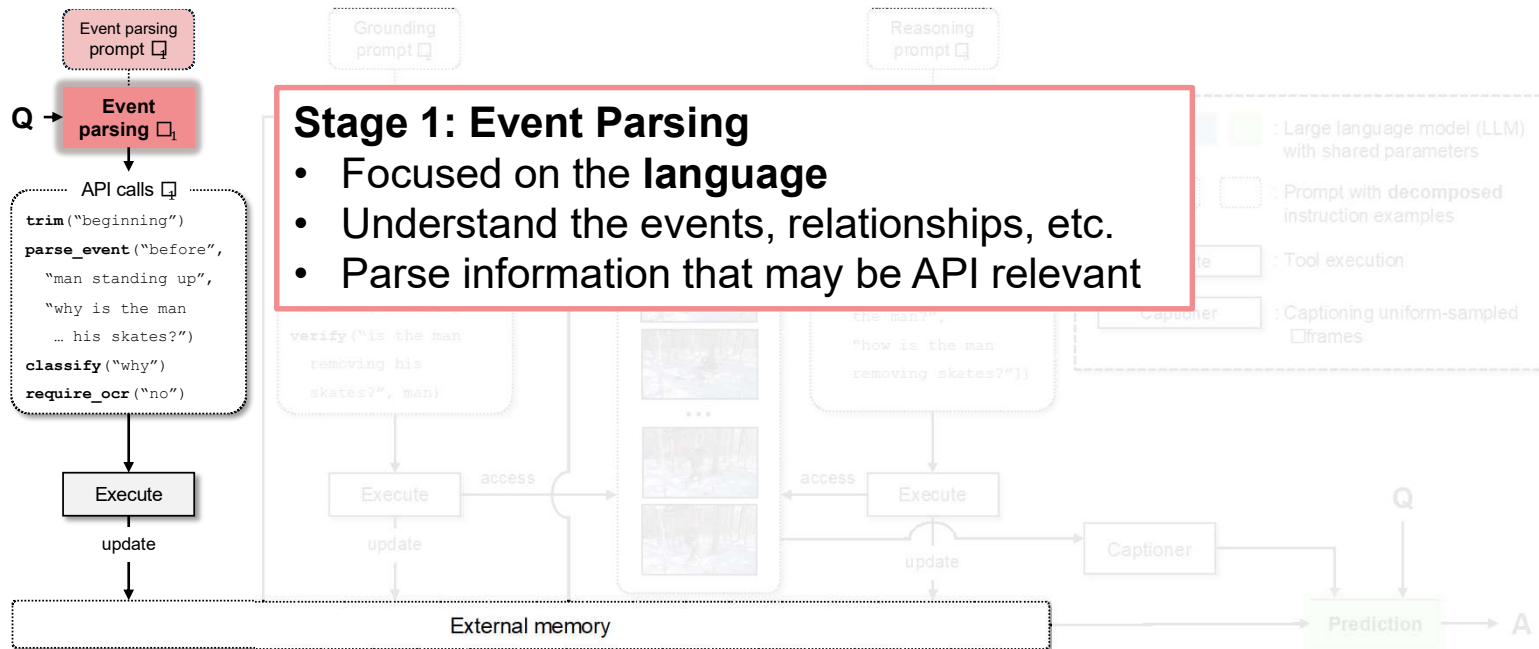 Event parsing
prompt □1
Grounding
prompt □
Reasoning
prompt □
Q
Event
parsing □1
Stage 1: Event Parsing
• Focused on the language
• Understand the events, relationships, etc.
• Parse information that may be API relevant
API calls □1
trim("beginning")
parse_event("before",
"man standing up",
"why is the man
… his skates?")
classify("why")
require_ocr("no")
: Large language model (LLM)
with shared parameters
: Prompt with decomposed
instruction examples
: Tool execution
Captioner
: Captioning uniform-sampled
□frames
verify("is the man
removing his
skates?", man)
...
the man?",
"how is the man
removing skates?"])
Execute
update
Execute
access
update
access
Execute
update
Captioner
Q
Prediction
A
External memory